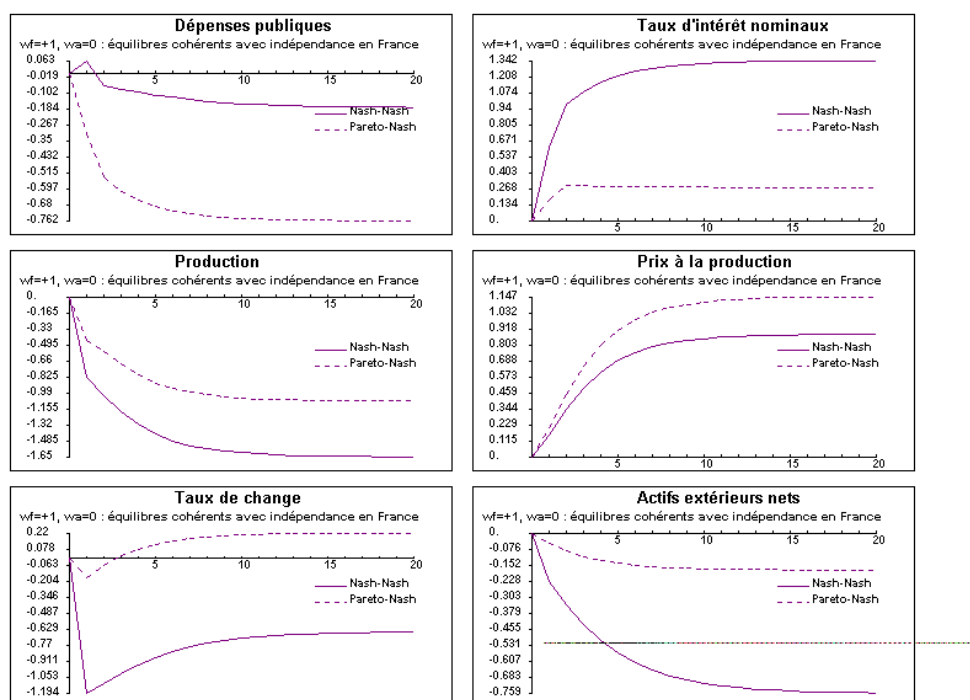 Dépenses publiques
wf=+1, wa=0 : équilibres cohérents avec indépendance en France
0.063
-0.019
-0.102
-0.184
-0.267
-0.35
-0.432
-0.515
-0.597
-0.68
-0.762
5 10 15 20
Nash-Nash
Pareto-Nash
Taux d'intérêt nominaux
wf=+1, wa=0 : équilibres cohérents avec indépendance en France
1.342
1.208
1.074
0.94
0.805
0.671
0.537
0.403
0.268
0.134
0.
5 10 15 20
Nash-Nash
Pareto-Nash
Production
wf=+1, wa=0 : équilibres cohérents avec indépendance en France
0.
-0.165
-0.33
-0.495
-0.66
-0.825
-0.99
-1.155
-1.32
-1.485
-1.65
5 10 15 20
Nash-Nash
Pareto-Nash
Prix à la production
wf=+1, wa=0 : équilibres cohérents avec indépendance en France
1.147
1.032
0.918
0.803
0.688
0.573
0.459
0.344
0.229
0.115
0.
5 10 15 20
Nash-Nash
Pareto-Nash
Taux de change
wf=+1, wa=0 : équilibres cohérents avec indépendance en France
0.22
0.078
-0.063
-0.204
-0.346
-0.487
-0.629
-0.77
-0.911
-1.053
-1.194
5 10 15 20
Nash-Nash
Pareto-Nash
Actifs extérieurs nets
wf=+1, wa=0 : équilibres cohérents avec indépendance en France
0.
-0.076
-0.152
-0.228
-0.303
-0.379
-0.455
-0.531
-0.607
-0.683
-0.759
5 10 15 20
Nash-Nash
Pareto-Nash